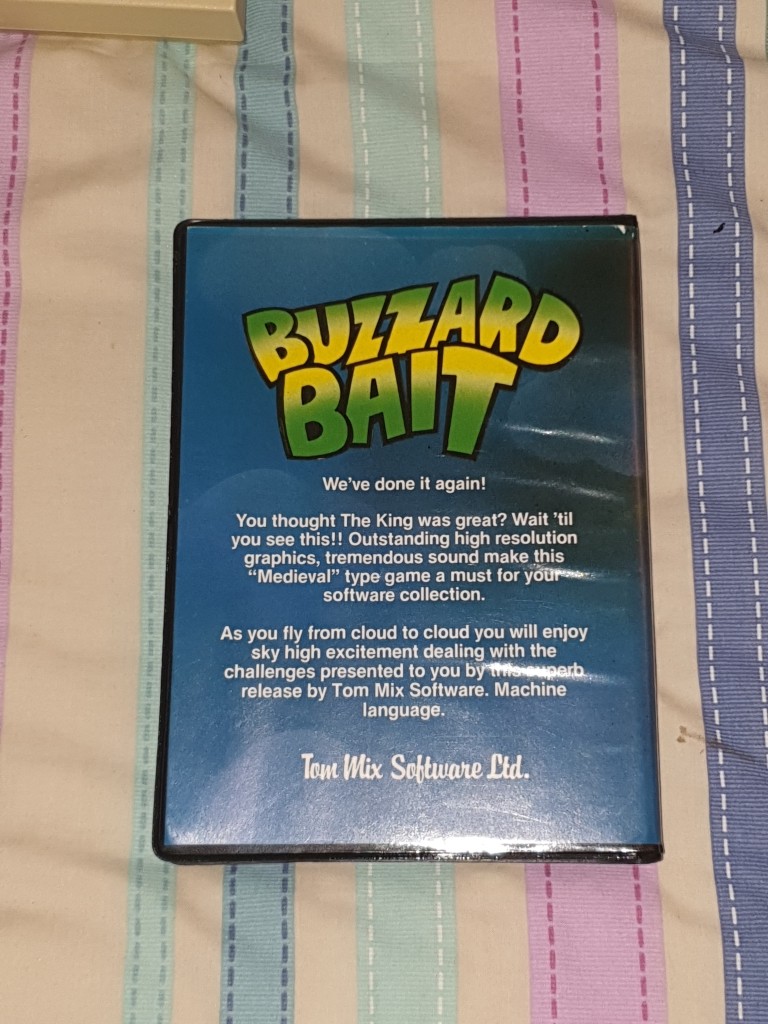 BUZZARD
BAIT
We've done it again!
You thought The King was great? Wait 'til
you see this!! Outstanding high resolution
graphics, tremendous sound make this
"Medieval" type game a must for your
software collection.
As you fly from cloud to cloud you will enjoy
sky high excitement dealing with the
challenges presented to you by this superb
release by Tom Mix Software. Machine
language.
Tom Mix Software Ltd.